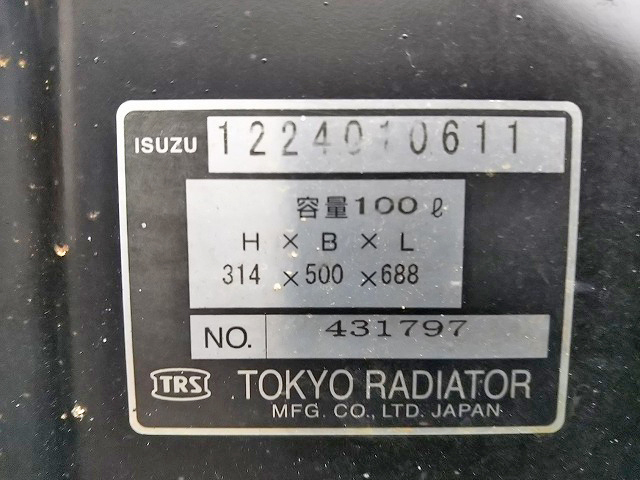 ISUZU 1224010611
容量100ℓ
H × B × L
314 ×500 ×688
NO. 431797
TRS TOKYO RADIATOR
MFG. CO., LTD. JAPAN